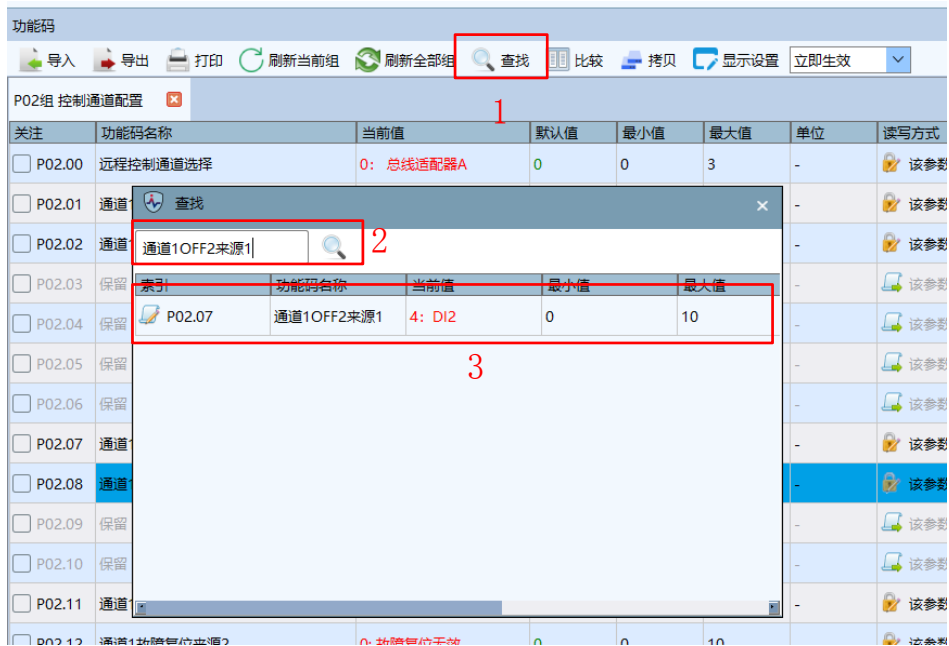 功能码
导入 导出 打印 刷新当前组 刷新全部组 查找 比较 拷贝 显示设置 立即生效
1
P02组 控制通道配置
关注 功能码名称 当前值 默认值 最小值 最大值 单位 读写方式
P02.00 远程控制通道选择 0: 总线适配器A 0 0 3 - 该参数
P02.01 通道1 - 该参数
查找
P02.02 通道1 - 该参数
通道1OFF2来源1 2
P02.03 保留 - 该参数
索引 功能码名称 当前值 最小值 最大值
P02.07 通道1OFF2来源1 4: DI2 0 10
P02.04 保留 - 该参数
3
P02.05 保留 - 该参数
P02.06 保留 - 该参数
P02.07 通道1 - 该参数
P02.08 通道1 - 该参数
P02.09 保留 - 该参数
P02.10 保留 - 该参数
P02.11 通道1 - 该参数
P02.12 通道1故障复位来源2 0: 故障复位无效 0 0 10 该参数